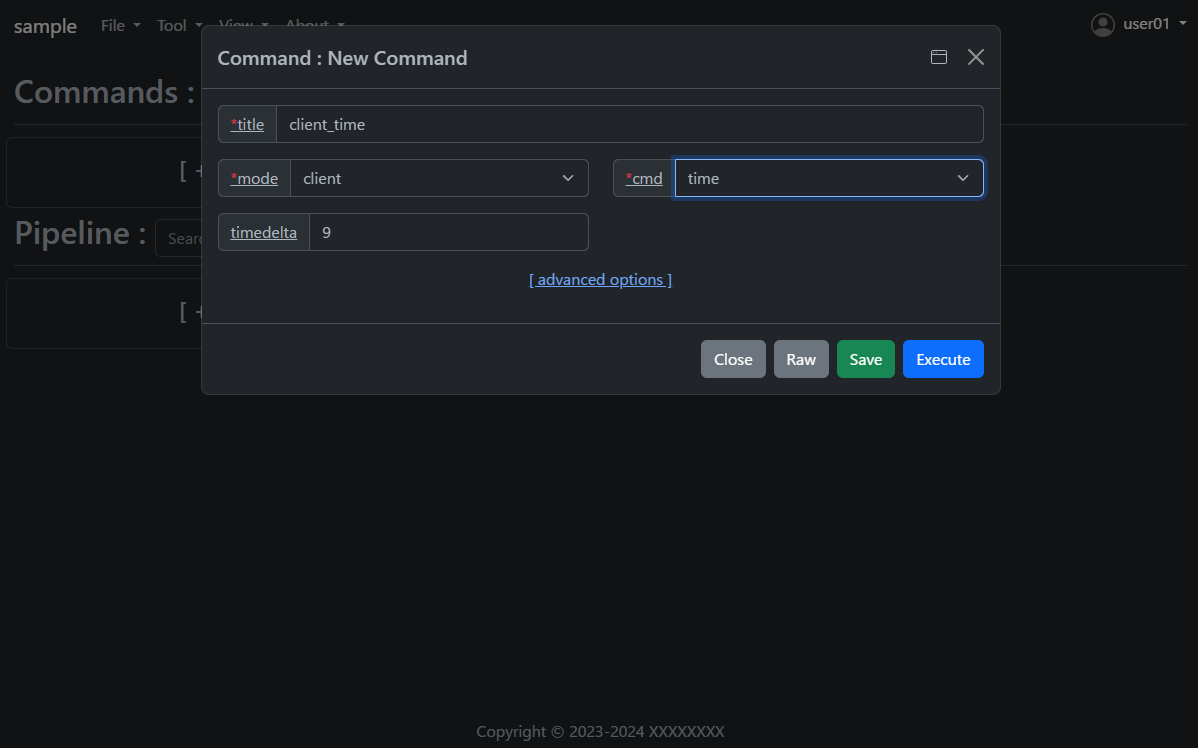 sample File Tool View About user01
Command : New Command
Commands :
*title client_time
*mode client *cmd time
[ +
Pipeline : Sear
timedelta 9
[ advanced options ]
[ +
Close Raw Save Execute
Copyright © 2023-2024 XXXXXXXX